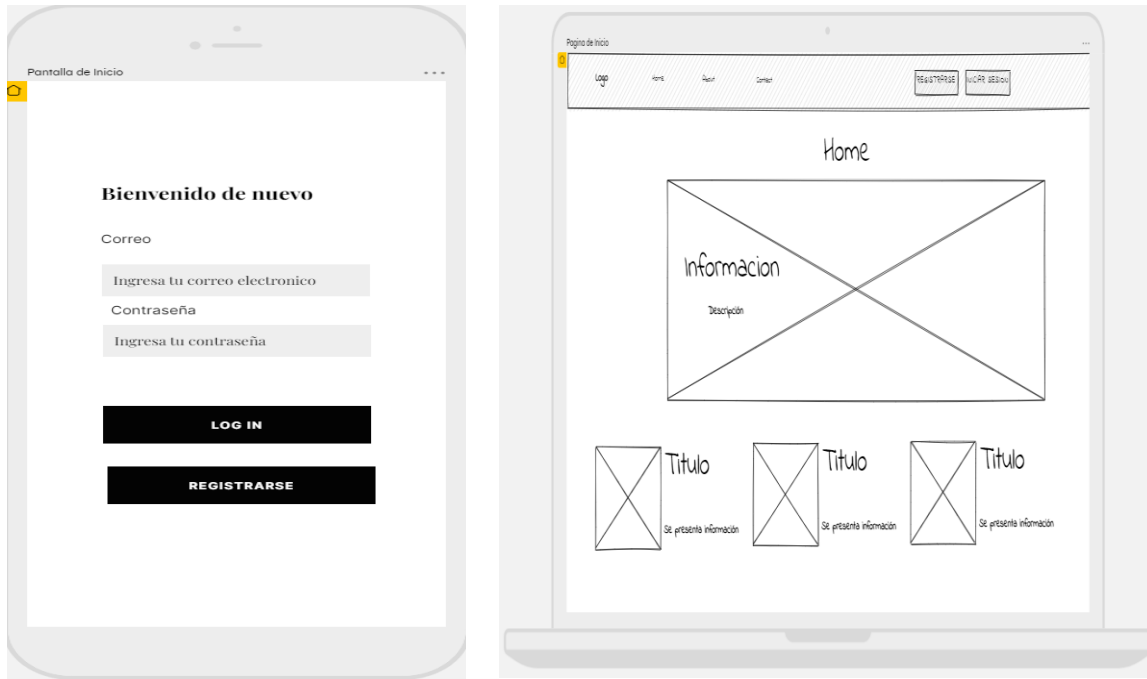 Pantalla de Inicio
Bienvenido de nuevo
Correo
Ingresa tu correo electronico
Contraseña
Ingresa tu contraseña
LOG IN
REGISTRARSE
Pagina de Inicio
Logo Home About Contact REGISTRARSE INICAR SESION
Home
Informacion
Descripción
Titulo Titulo Titulo
Se presenta información Se presenta información Se presenta información